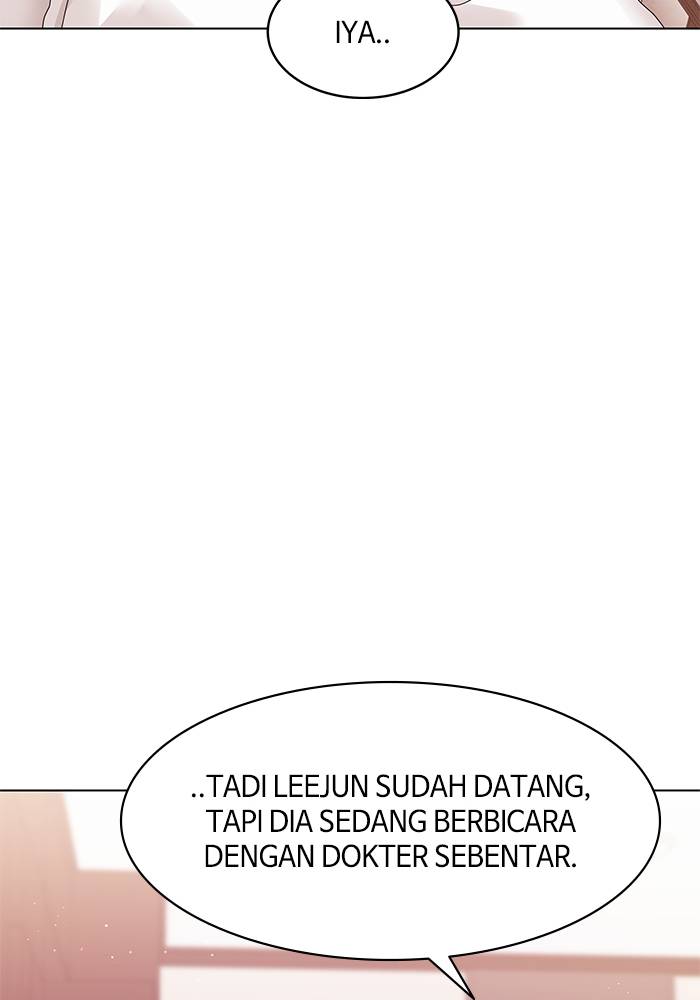 IYA..
..TADI LEEJUN SUDAH DATANG,
TAPI DIA SEDANG BERBICARA
DENGAN DOKTER SEBENTAR.